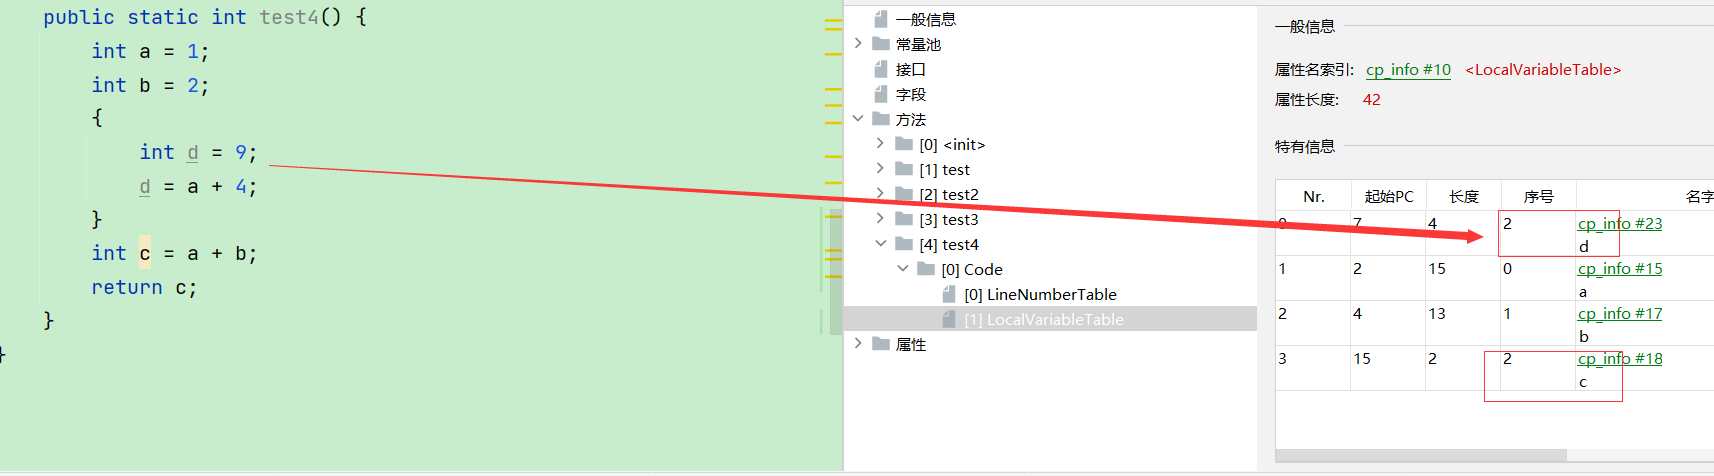 public static int test4() {
int a = 1;
int b = 2;
{
int d = 9;
d = a + 4;
}
int c = a + b;
return c;
}
}
一般信息
常量池
接口
字段
方法
[0] <init>
[1] test
[2] test2
[3] test3
[4] test4
[0] Code
[0] LineNumberTable
[1] LocalVariableTable
属性
一般信息
属性名索引: cp_info #10 <LocalVariableTable>
属性长度: 42
特有信息
Nr. 起始PC 长度 序号 名字
0 7 4 2 cp_info #23
d
1 2 15 0 cp_info #15
a
2 4 13 1 cp_info #17
b
3 15 2 2 cp_info #18
c